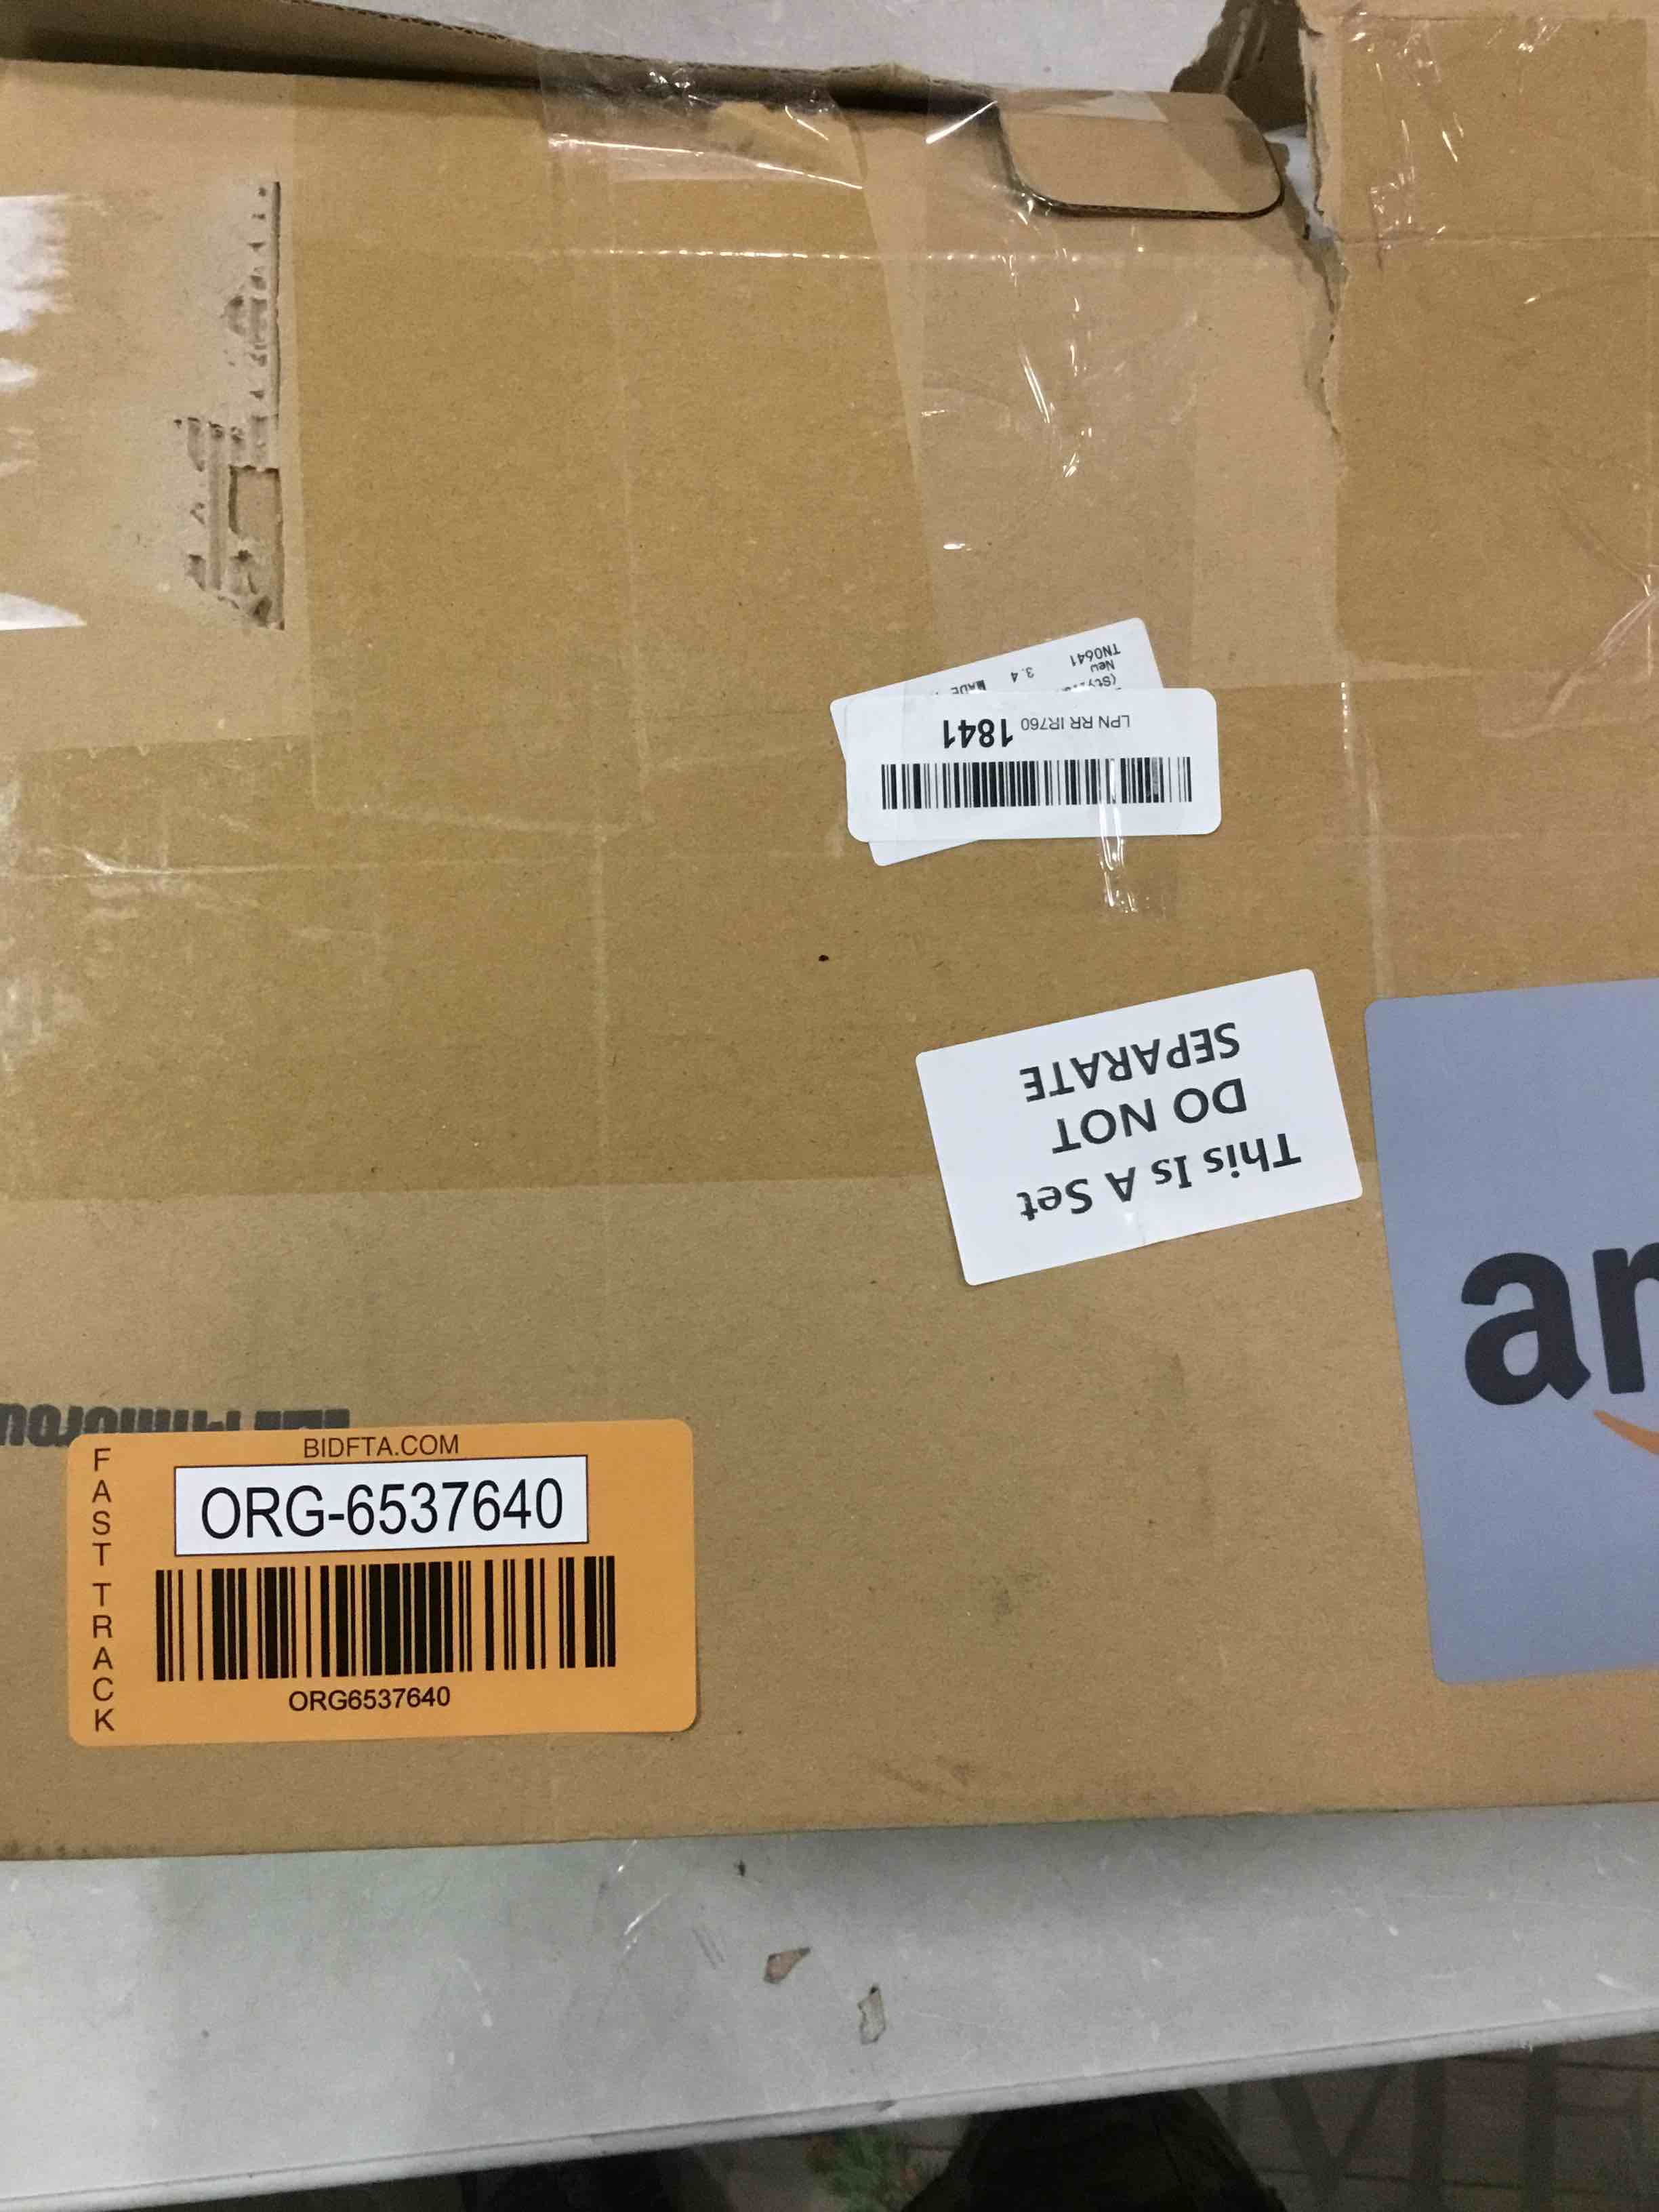 TN0641
New
3.4
LPN RR IR760 1841
This Is A Set
DO NOT
SEPARATE
BIDFTA.COM
FAST TRACK
ORG-6537640
ORG6537640